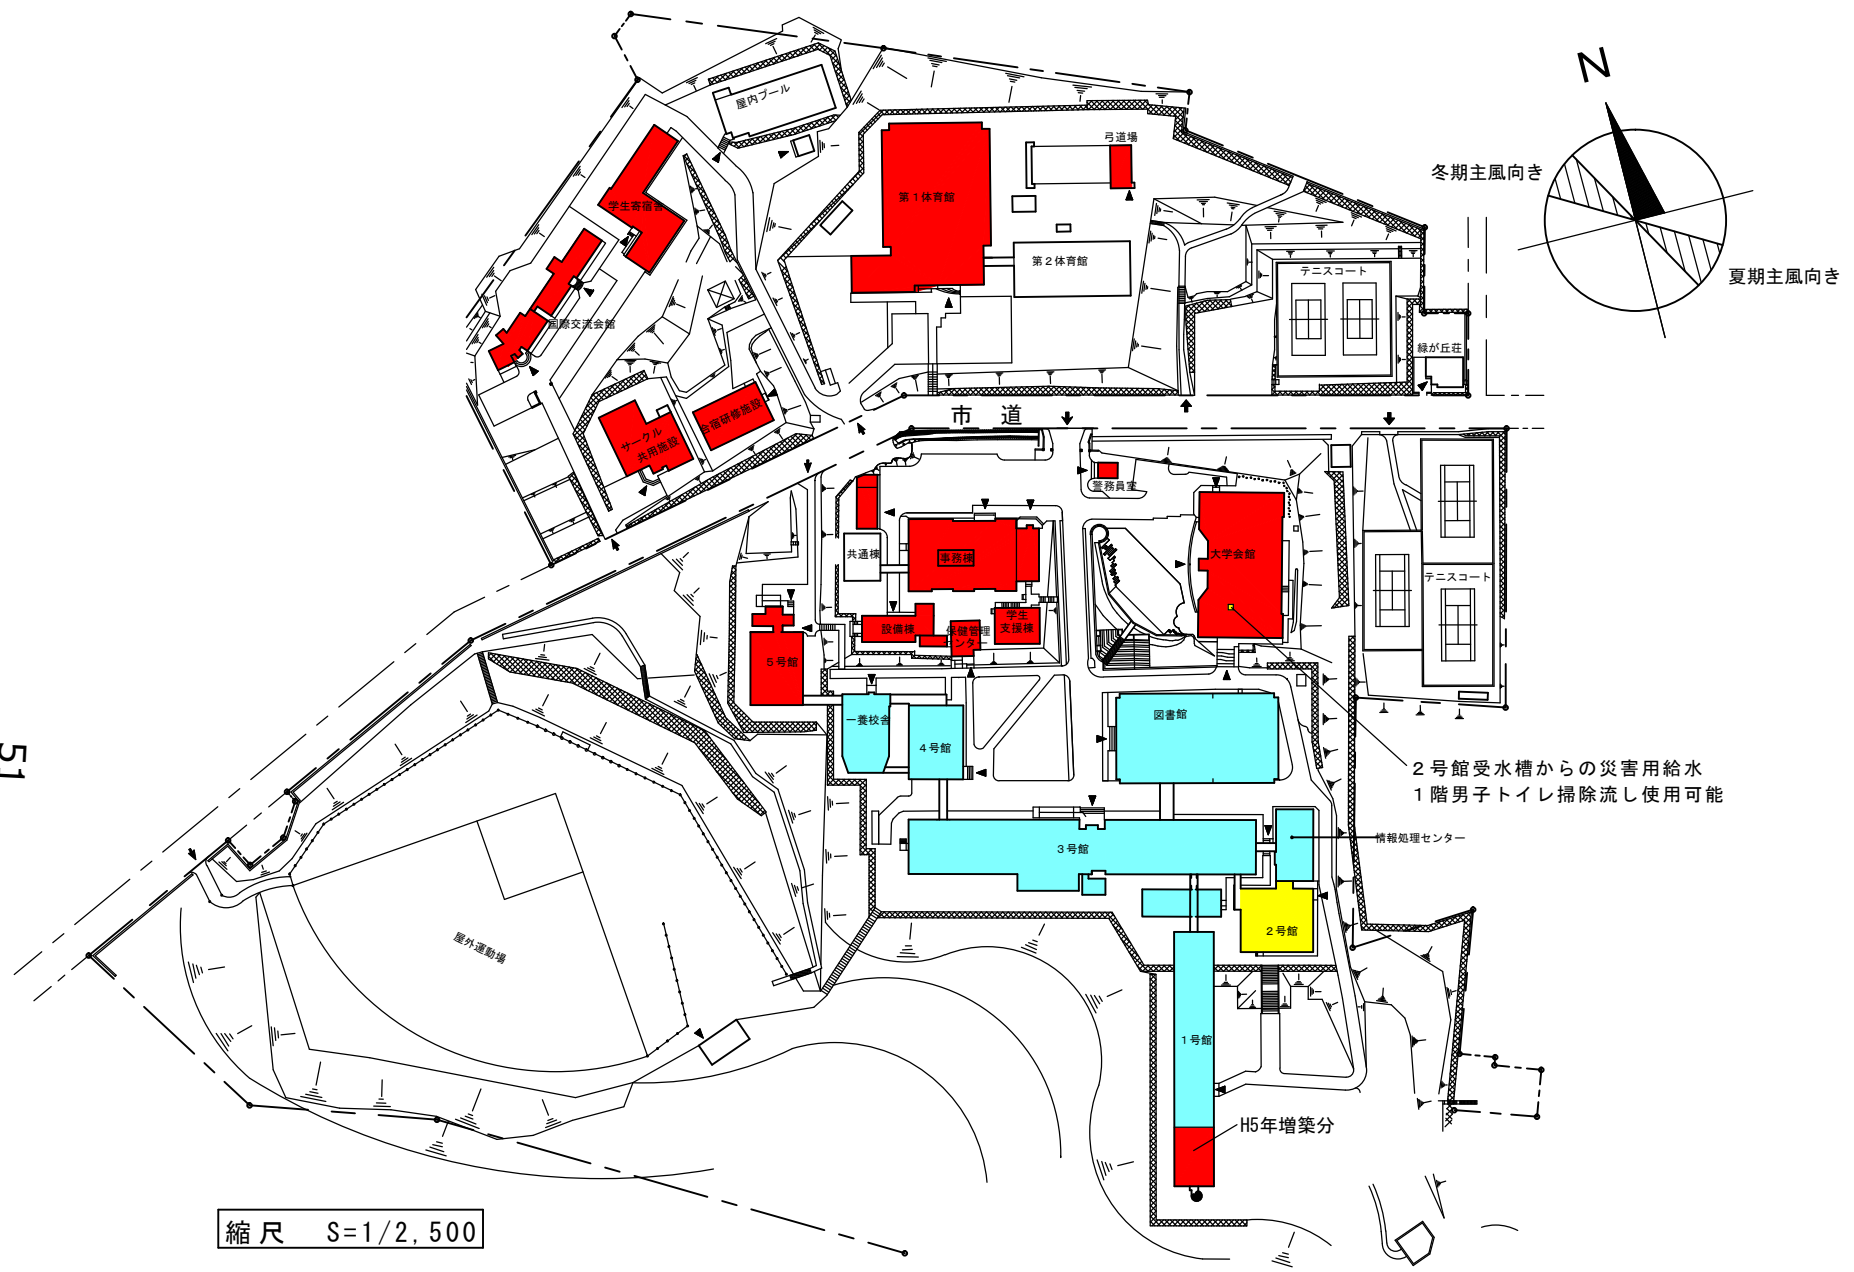 N
冬期主風向き
夏期主風向き
屋内プール
弓道場
学生寄宿舎
第1体育館
第2体育館
テニスコート
国際交流会館
緑が丘荘
合宿研修施設
サークル
共用施設
市 道
警務員室
共通棟
事務棟
大学会館
テニスコート
設備棟
保健管理
センター
学生
支援棟
5号館
一養校舎
4号館
図書館
2号館受水槽からの災害用給水
1階男子トイレ掃除流し使用可能
51
3号館
情報処理センター
2号館
屋外運動場
1号館
H5年増築分
縮尺 S=1/2,500